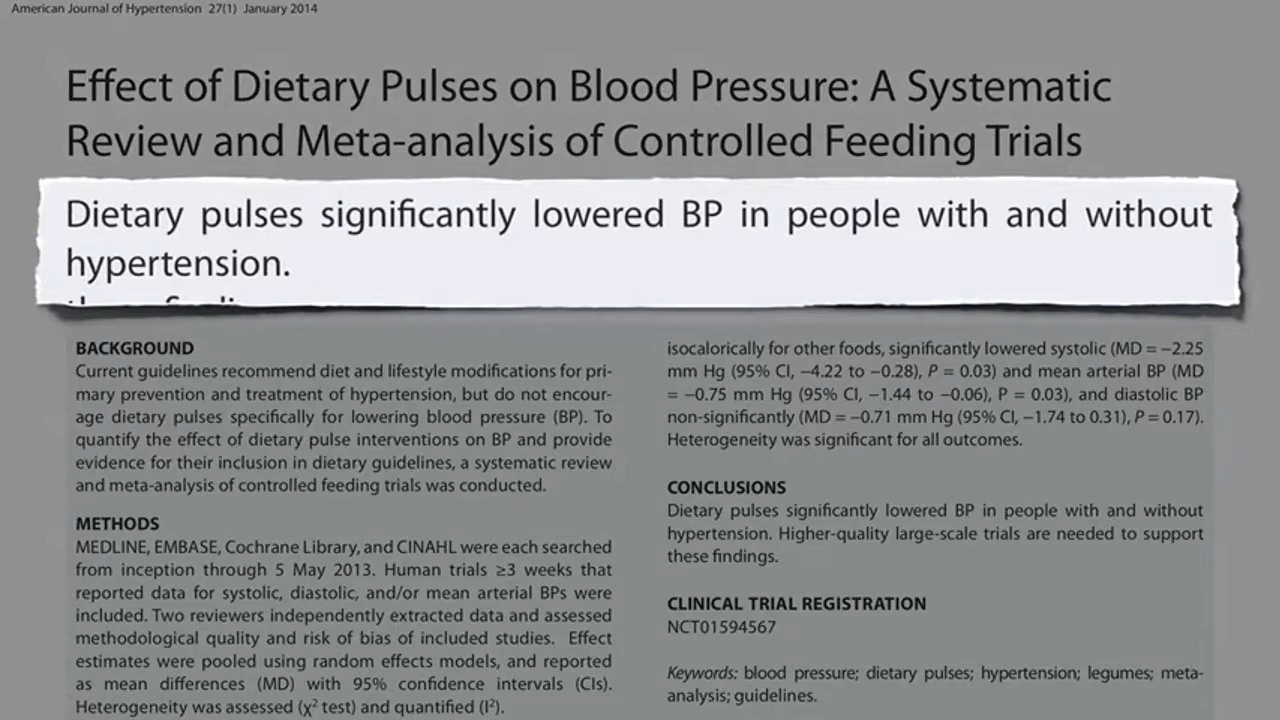 American Journal of Hypertension 27(1) January 2014
Effect of Dietary Pulses on Blood Pressure: A Systematic
Review and Meta-analysis of Controlled Feeding Trials
Dietary pulses significantly lowered BP in people with and without
hypertension.
BACKGROUND
Current guidelines recommend diet and lifestyle modifications for pri-
mary prevention and treatment of hypertension, but do not encour-
age dietary pulses specifically for lowering blood pressure (BP). To
quantify the effect of dietary pulse interventions on BP and provide
evidence for their inclusion in dietary guidelines, a systematic review
and meta-analysis of controlled feeding trials was conducted.
METHODS
MEDLINE, EMBASE, Cochrane Library, and CINAHL were each searched
from inception through 5 May 2013. Human trials ≥3 weeks that
reported data for systolic, diastolic, and/or mean arterial BPs were
included. Two reviewers independently extracted data and assessed
methodological quality and risk of bias of included studies. Effect
estimates were pooled using random effects models, and reported
as mean differences (MD) with 95% confidence intervals (CIs).
Heterogeneity was assessed (χ² test) and quantified (I²).
isocalorically for other foods, significantly lowered systolic (MD = −2.25
mm Hg (95% CI, −4.22 to −0.28), P = 0.03) and mean arterial BP (MD
= −0.75 mm Hg (95% CI, −1.44 to −0.06), P = 0.03), and diastolic BP
non-significantly (MD = −0.71 mm Hg (95% CI, −1.74 to 0.31), P = 0.17).
Heterogeneity was significant for all outcomes.
CONCLUSIONS
Dietary pulses significantly lowered BP in people with and without
hypertension. Higher-quality large-scale trials are needed to support
these findings.
CLINICAL TRIAL REGISTRATION
NCT01594567
Keywords: blood pressure; dietary pulses; hypertension; legumes; meta-
analysis; guidelines.